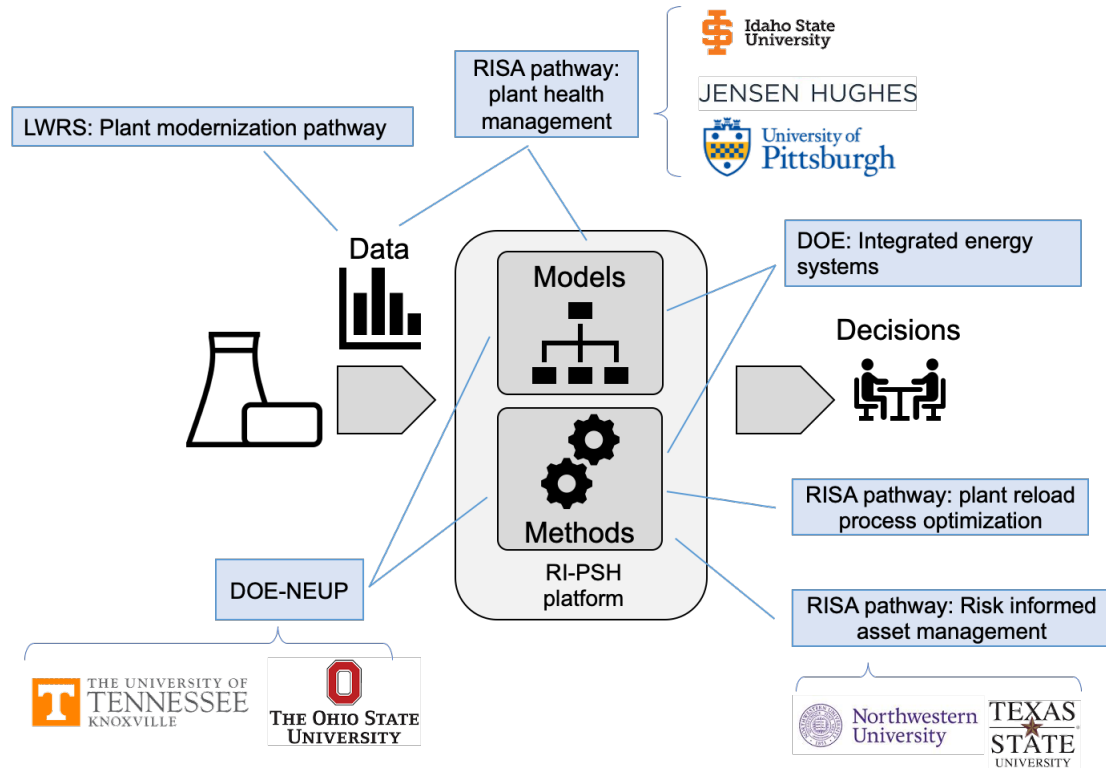 Idaho State
University
RISA pathway:
plant health
management
JENSEN HUGHES
LWRS: Plant modernization pathway
University of
Pittsburgh
Data
Models
DOE: Integrated energy
systems
Decisions
Methods
RI-PSH
platform
RISA pathway: plant reload
process optimization
DOE-NEUP
RISA pathway: Risk informed
asset management
THE UNIVERSITY OF
TENNESSEE
KNOXVILLE
THE OHIO STATE
UNIVERSITY
Northwestern
University
TEXAS
STATE
UNIVERSITY